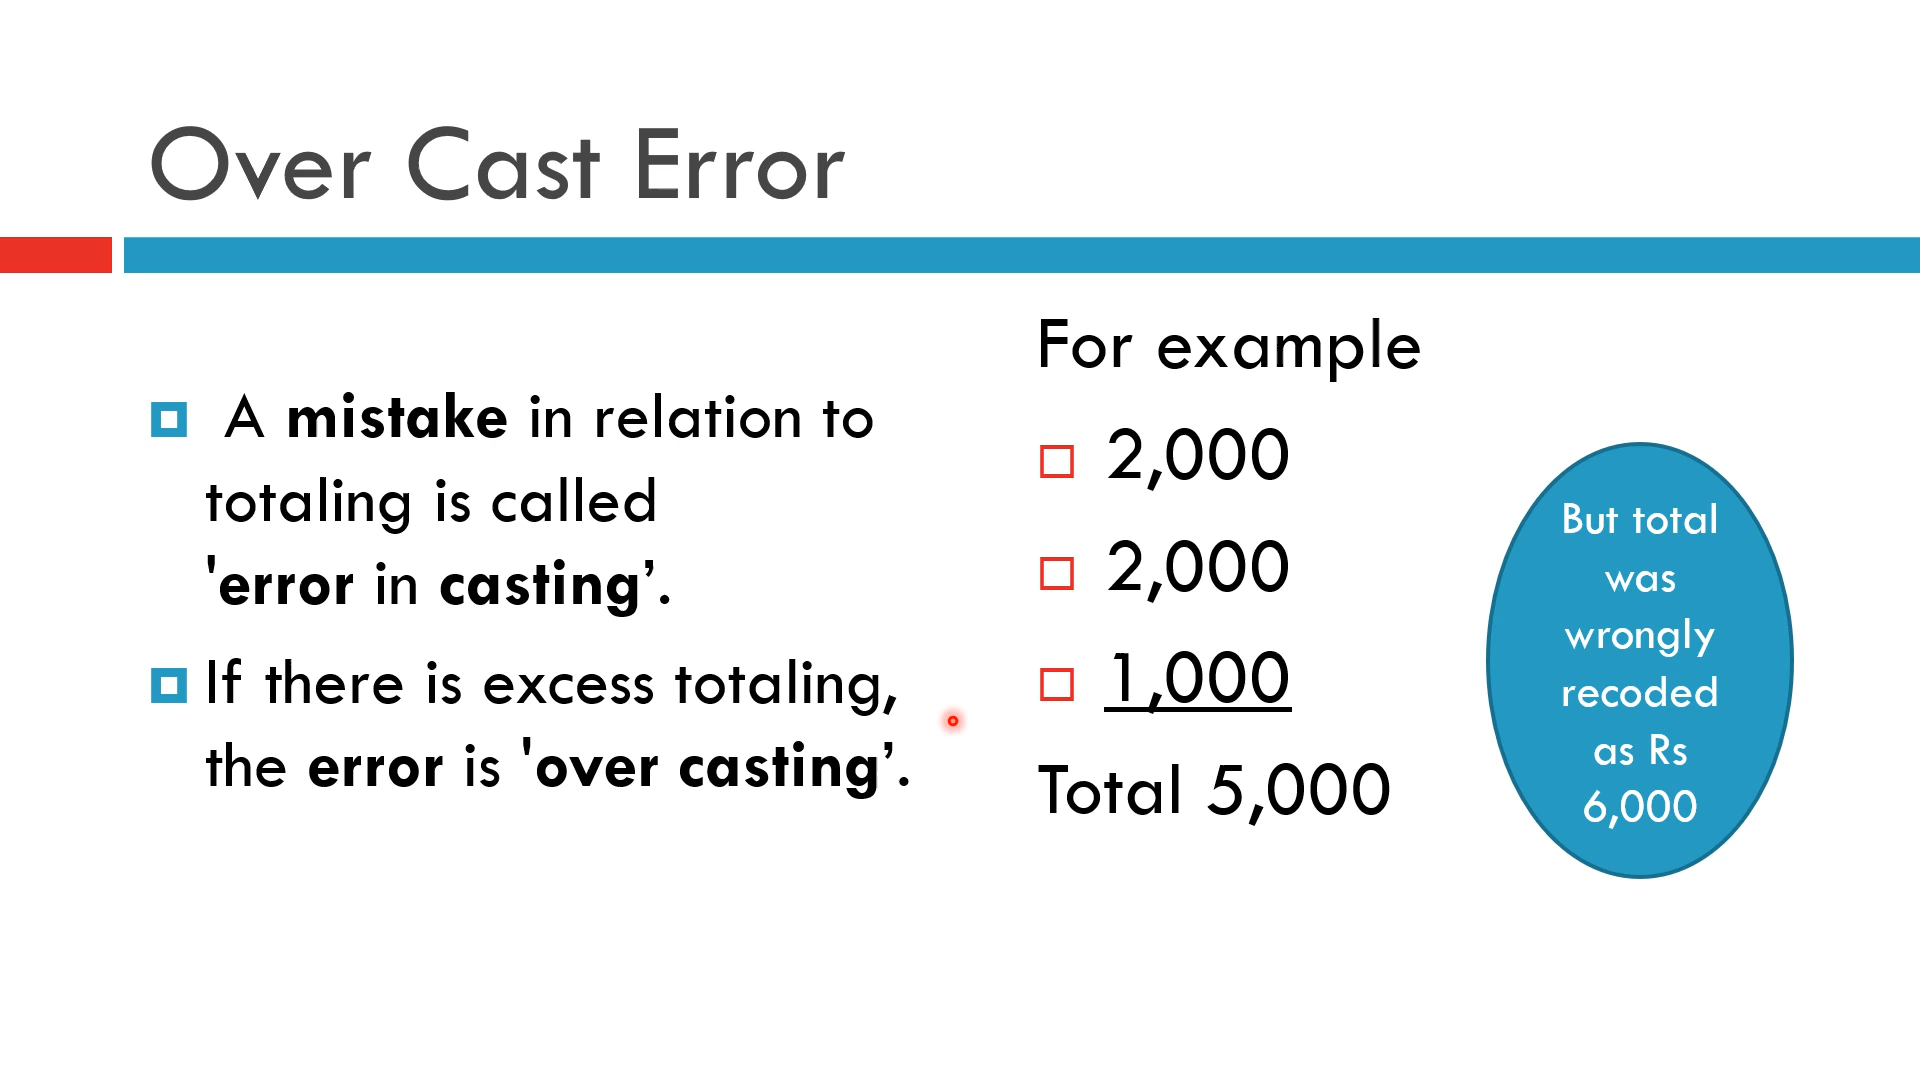 Over Cast Error
A mistake in relation to
totaling is called
'error in casting’.
If there is excess totaling,
the error is 'over casting’.
For example
2,000
2,000
1,000
Total 5,000
But total
was
wrongly
recoded
as Rs
6,000